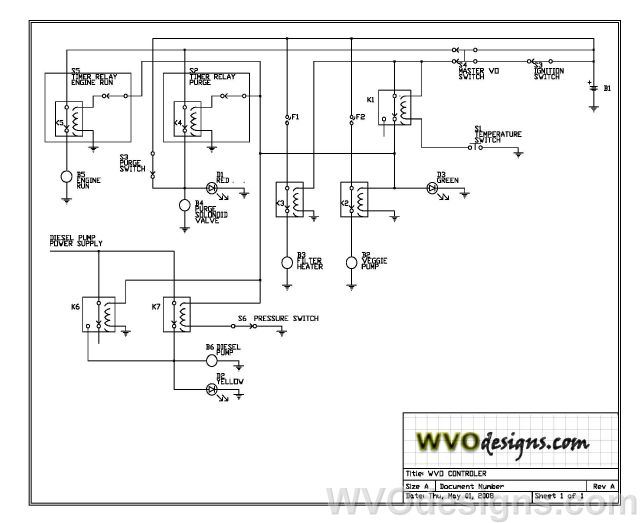 S5
TIMER RELAY
ENGINE RUN
S2
TIMER RELAY
PURGE
S4
MASTER VO
SWITCH
S3
IGNITION
SWITCH
B1
K1
F1
F2
K5
K4
S1
TEMPERATURE
SWITCH
S3
PURGE
SWITCH
B5
ENGINE
RUN
D1
RED
B4
PURGE
SOLONOID
VALVE
D3
GREEN
K3
K2
DIESEL PUMP
POWER SUPPLY
B3
FILTER
HEATER
B2
VEGGIE
PUMP
K6
K7
S6 PRESSURE SWITCH
B6 DIESEL
PUMP
D2
YELLOW
WVOdesigns.com
Title: WVO CONTROLER
Size A Document Number Rev A
Date: Thu, May 01, 2008 Sheet 1 of 1
WVOdesigns.com